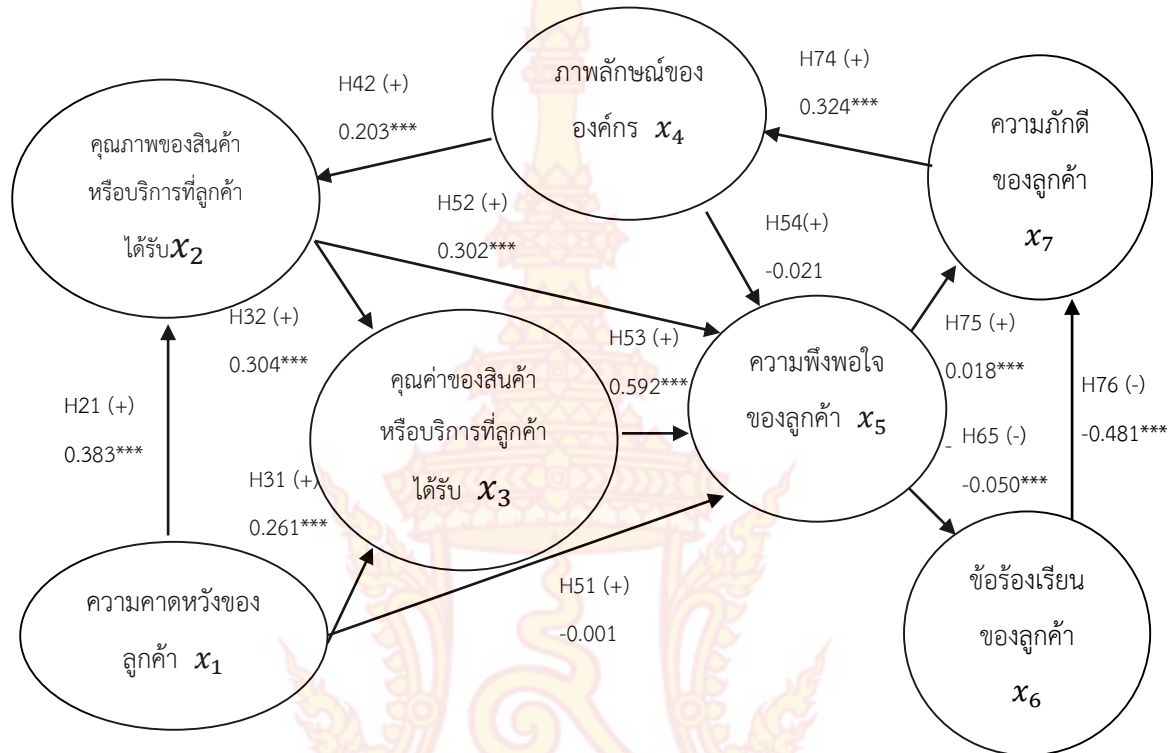 H42 (+)
0.203***
ภาพลักษณ์ของ
องค์กร x₄
H74 (+)
0.324***
ความภักดี
ของลูกค้า
x₇
คุณภาพของสินค้า
หรือบริการที่ลูกค้า
ได้รับx₂
H52 (+)
0.302***
H54(+)
-0.021
H32 (+)
0.304***
H53 (+)
0.592***
ความพึงพอใจ
ของลูกค้า x₅
H75 (+)
0.018***
H76 (-)
-0.481***
คุณค่าของสินค้า
หรือบริการที่ลูกค้า
ได้รับ x₃
H21 (+)
0.383***
H31 (+)
0.261***
- H65 (-)
-0.050***
ความคาดหวังของ
ลูกค้า x₁
H51 (+)
-0.001
ข้อร้องเรียน
ของลูกค้า
x₆